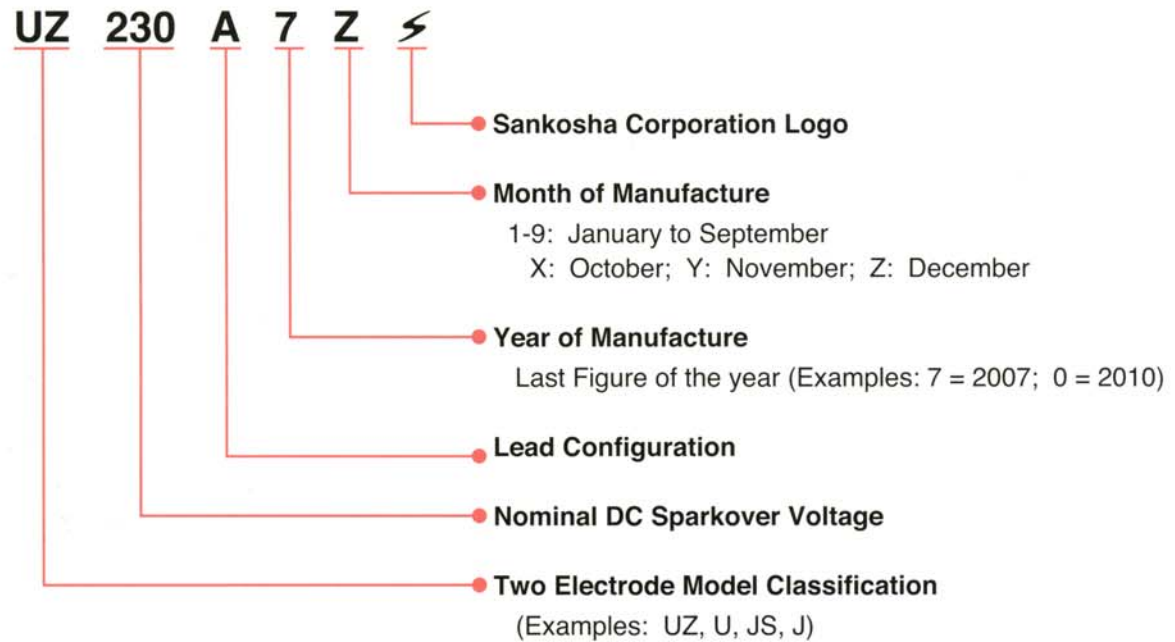 UZ 230 A 7 Z
Sankosha Corporation Logo
Month of Manufacture
1-9: January to September
X: October; Y: November; Z: December
Year of Manufacture
Last Figure of the year (Examples: 7 = 2007; 0 = 2010)
Lead Configuration
Nominal DC Sparkover Voltage
Two Electrode Model Classification
(Examples: UZ, U, JS, J)